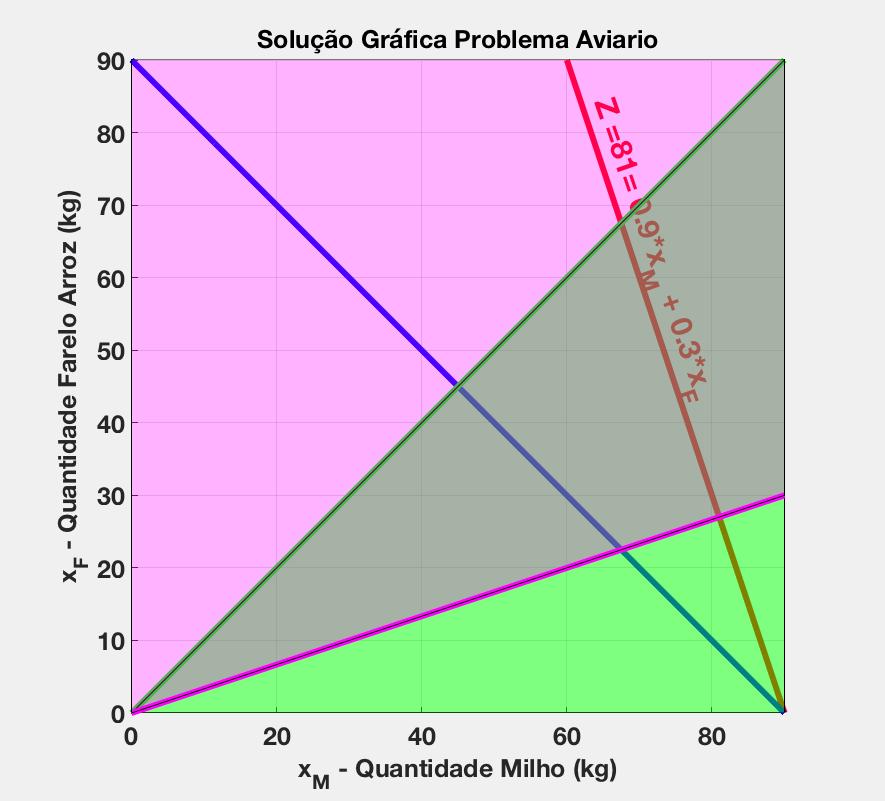 Solução Gráfica Problema Aviario
90
80
70
60
50
40
30
20
10
0
x_F - Quantidade Farelo Arroz (kg)
Z =81= 0.9*x_M + 0.3*x_F
0 20 40 60 80
x_M - Quantidade Milho (kg)